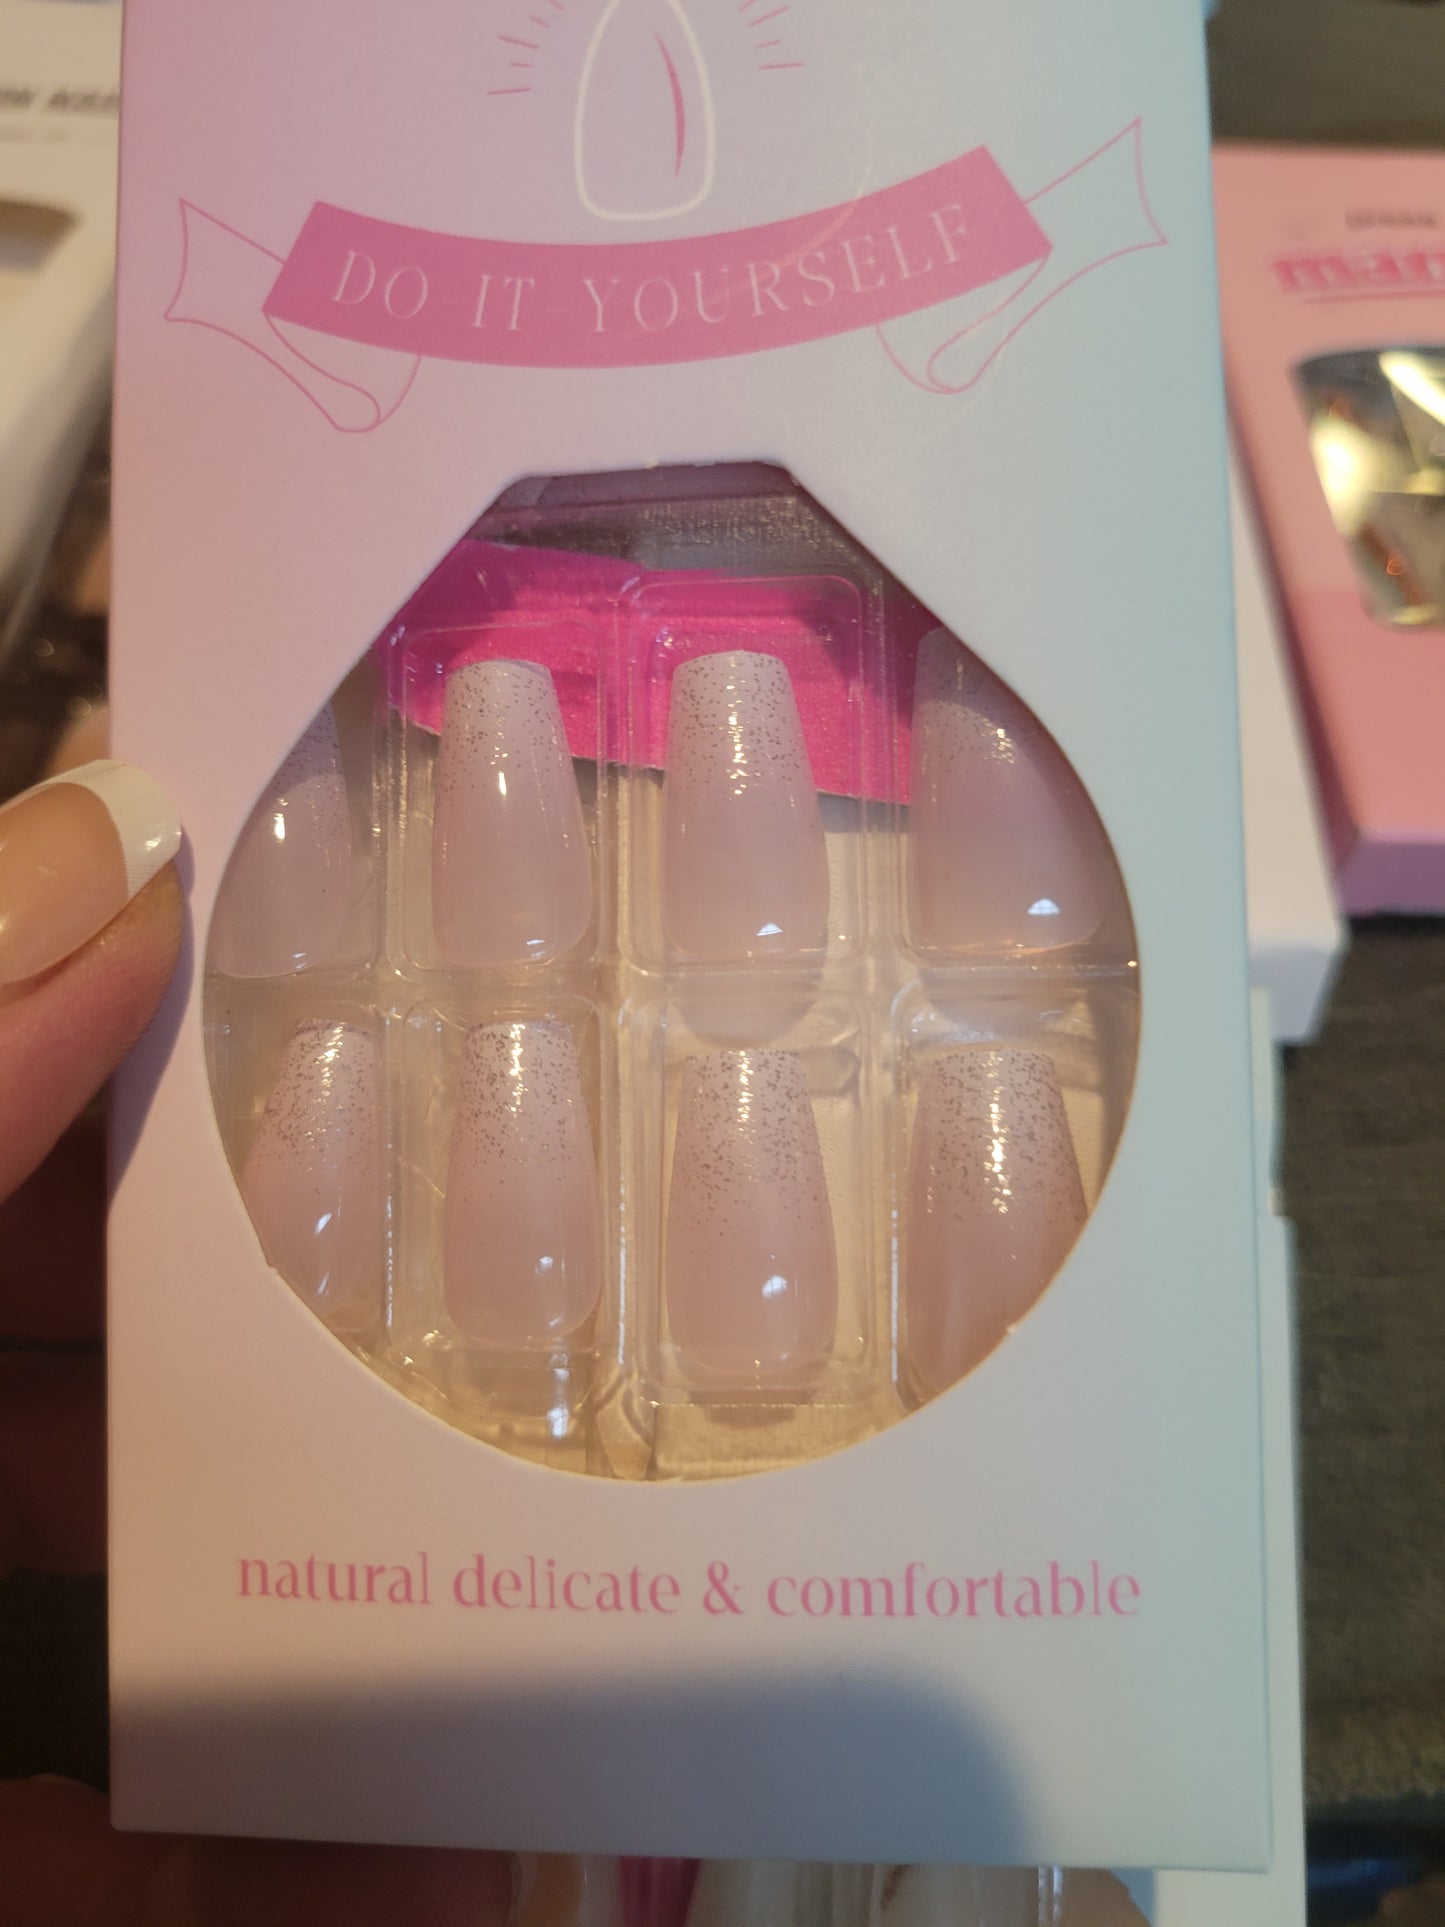 DO-IT-YOURSELF
natural delicate & comfortable